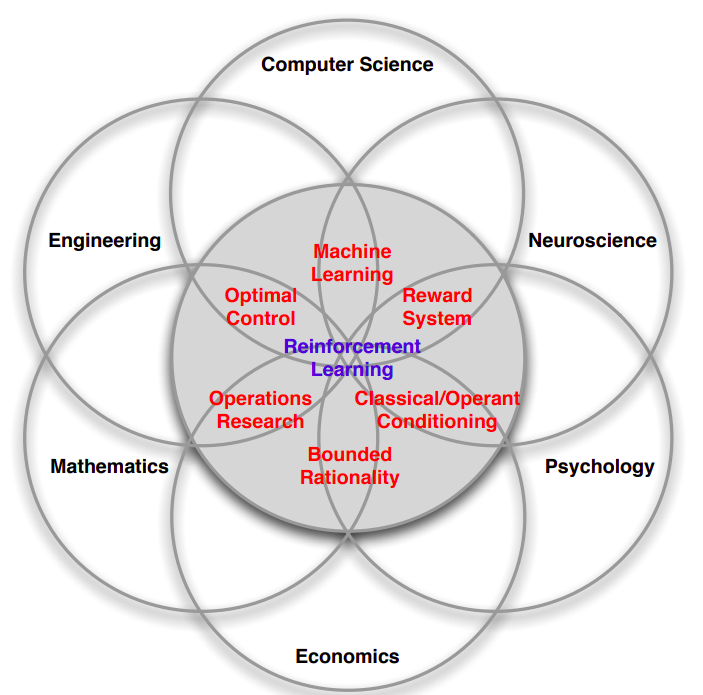 Computer Science
Engineering
Neuroscience
Machine
Learning
Optimal
Control
Reward
System
Reinforcement
Learning
Operations
Research
Classical/Operant
Conditioning
Bounded
Rationality
Mathematics
Psychology
Economics